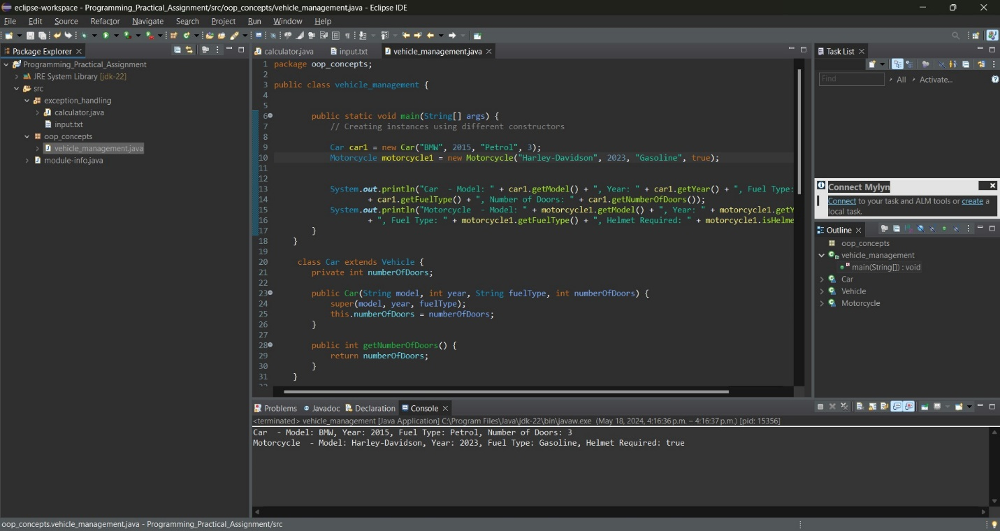 eclipse-workspace - Programming_Practical_Assignment/src/oop_concepts/vehicle_management.java - Eclipse IDE
File Edit Source Refactor Navigate Search Project Run Window Help
Package Explorer
Programming_Practical_Assignment
JRE System Library [jdk-22]
src
exception_handling
calculator.java
input.txt
oop_concepts
vehicle_management.java
module-info.java
calculator.java input.txt vehicle_management.java
1 package oop_concepts;
2
3 public class vehicle_management {
4
5
6 public static void main(String[] args) {
7 // Creating instances using different constructors
8
9 Car car1 = new Car("BMW", 2015, "Petrol", 3);
10 Motorcycle motorcycle1 = new Motorcycle("Harley-Davidson", 2023, "Gasoline", true);
11
12
13 System.out.println("Car - Model: " + car1.getModel() + ", Year: " + car1.getYear() + ", Fuel Type:
14 + car1.getFuelType() + ", Number of Doors: " + car1.getNumberOfDoors());
15 System.out.println("Motorcycle - Model: " + motorcycle1.getModel() + ", Year: " + motorcycle1.getY
16 + ", Fuel Type: " + motorcycle1.getFuelType() + ", Helmet Required: " + motorcycle1.isHelme
17 }
18 }
19
20 class Car extends Vehicle {
21 private int numberOfDoors;
22
23 public Car(String model, int year, String fuelType, int numberOfDoors) {
24 super(model, year, fuelType);
25 this.numberOfDoors = numberOfDoors;
26 }
27
28 public int getNumberOfDoors() {
29 return numberOfDoors;
30 }
31 }
Task List
Find All Activate...
Connect Mylyn
Connect to your task and ALM tools or create a
local task.
Outline
oop_concepts
vehicle_management
main(String[]) : void
Car
Vehicle
Motorcycle
Problems Javadoc Declaration Console
<terminated> vehicle_management [Java Application] C:\Program Files\Java\jdk-22\bin\javaw.exe (May 18, 2024, 4:16:36 p.m. – 4:16:37 p.m.) [pid: 15356]
Car - Model: BMW, Year: 2015, Fuel Type: Petrol, Number of Doors: 3
Motorcycle - Model: Harley-Davidson, Year: 2023, Fuel Type: Gasoline, Helmet Required: true
oop_concepts.vehicle_management.java - Programming_Practical_Assignment/src